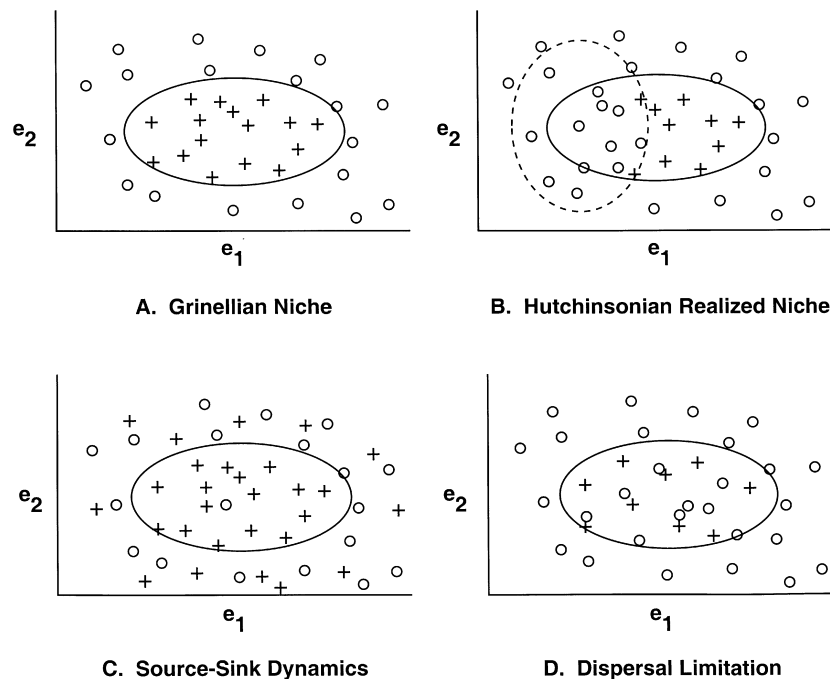 e2
e1
A. Grinellian Niche
e2
e1
B. Hutchinsonian Realized Niche
e2
e1
C. Source-Sink Dynamics
e2
e1
D. Dispersal Limitation